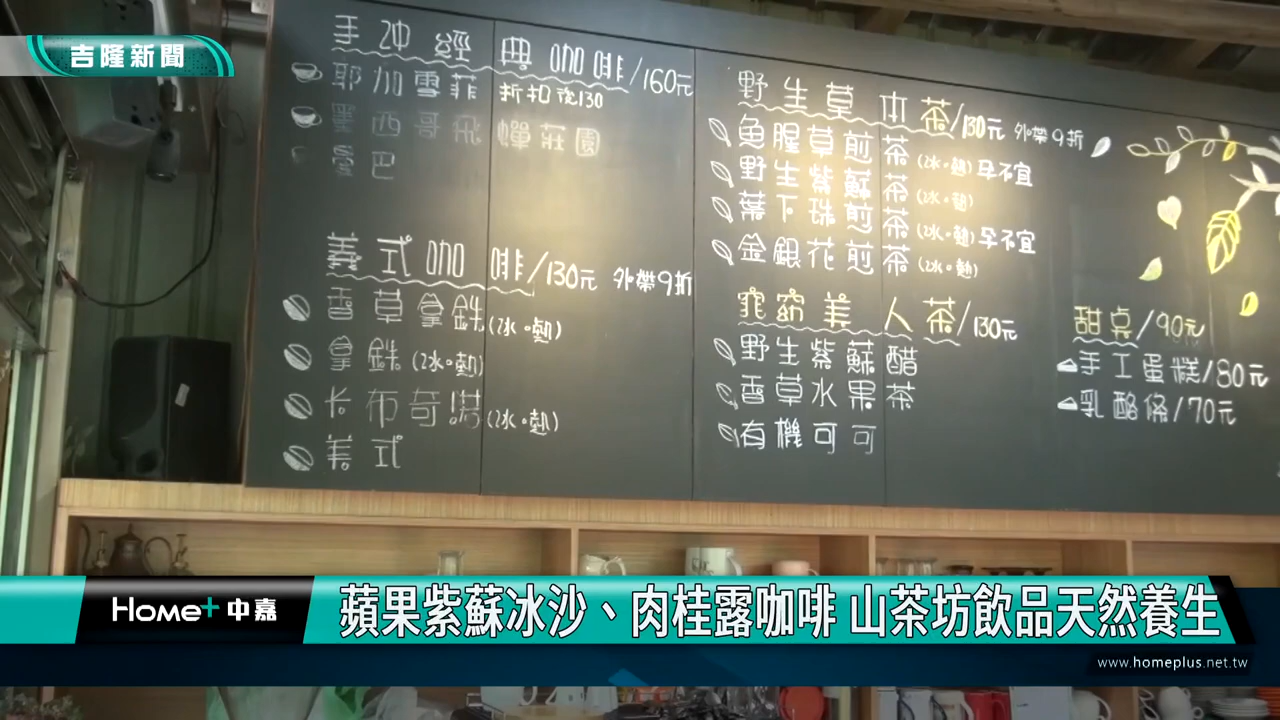 吉隆新聞
手沖經典咖啡/160元
折扣後130
耶加雪菲
墨西哥飛蟬莊園
曼巴
義式咖啡/130元 外帶9折
香草拿鉄(冰·熱)
拿鉄(冰·熱)
卡布奇諾(冰·熱)
美式
野生草本茶/130元 外帶9折
魚腥草煎茶(冰·熱)孕不宜
野生紫蘇茶(冰·熱)
葉下珠煎茶(冰·熱)孕不宜
金銀花煎茶(冰·熱)
窕窈美人茶/130元
野生紫蘇醋
香草水果茶
有機可可
甜桌/90元
手工蛋糕/80元
乳酪條/70元
Home+中嘉
蘋果紫蘇冰沙、肉桂露咖啡 山茶坊飲品天然養生
www.homeplus.net.tw